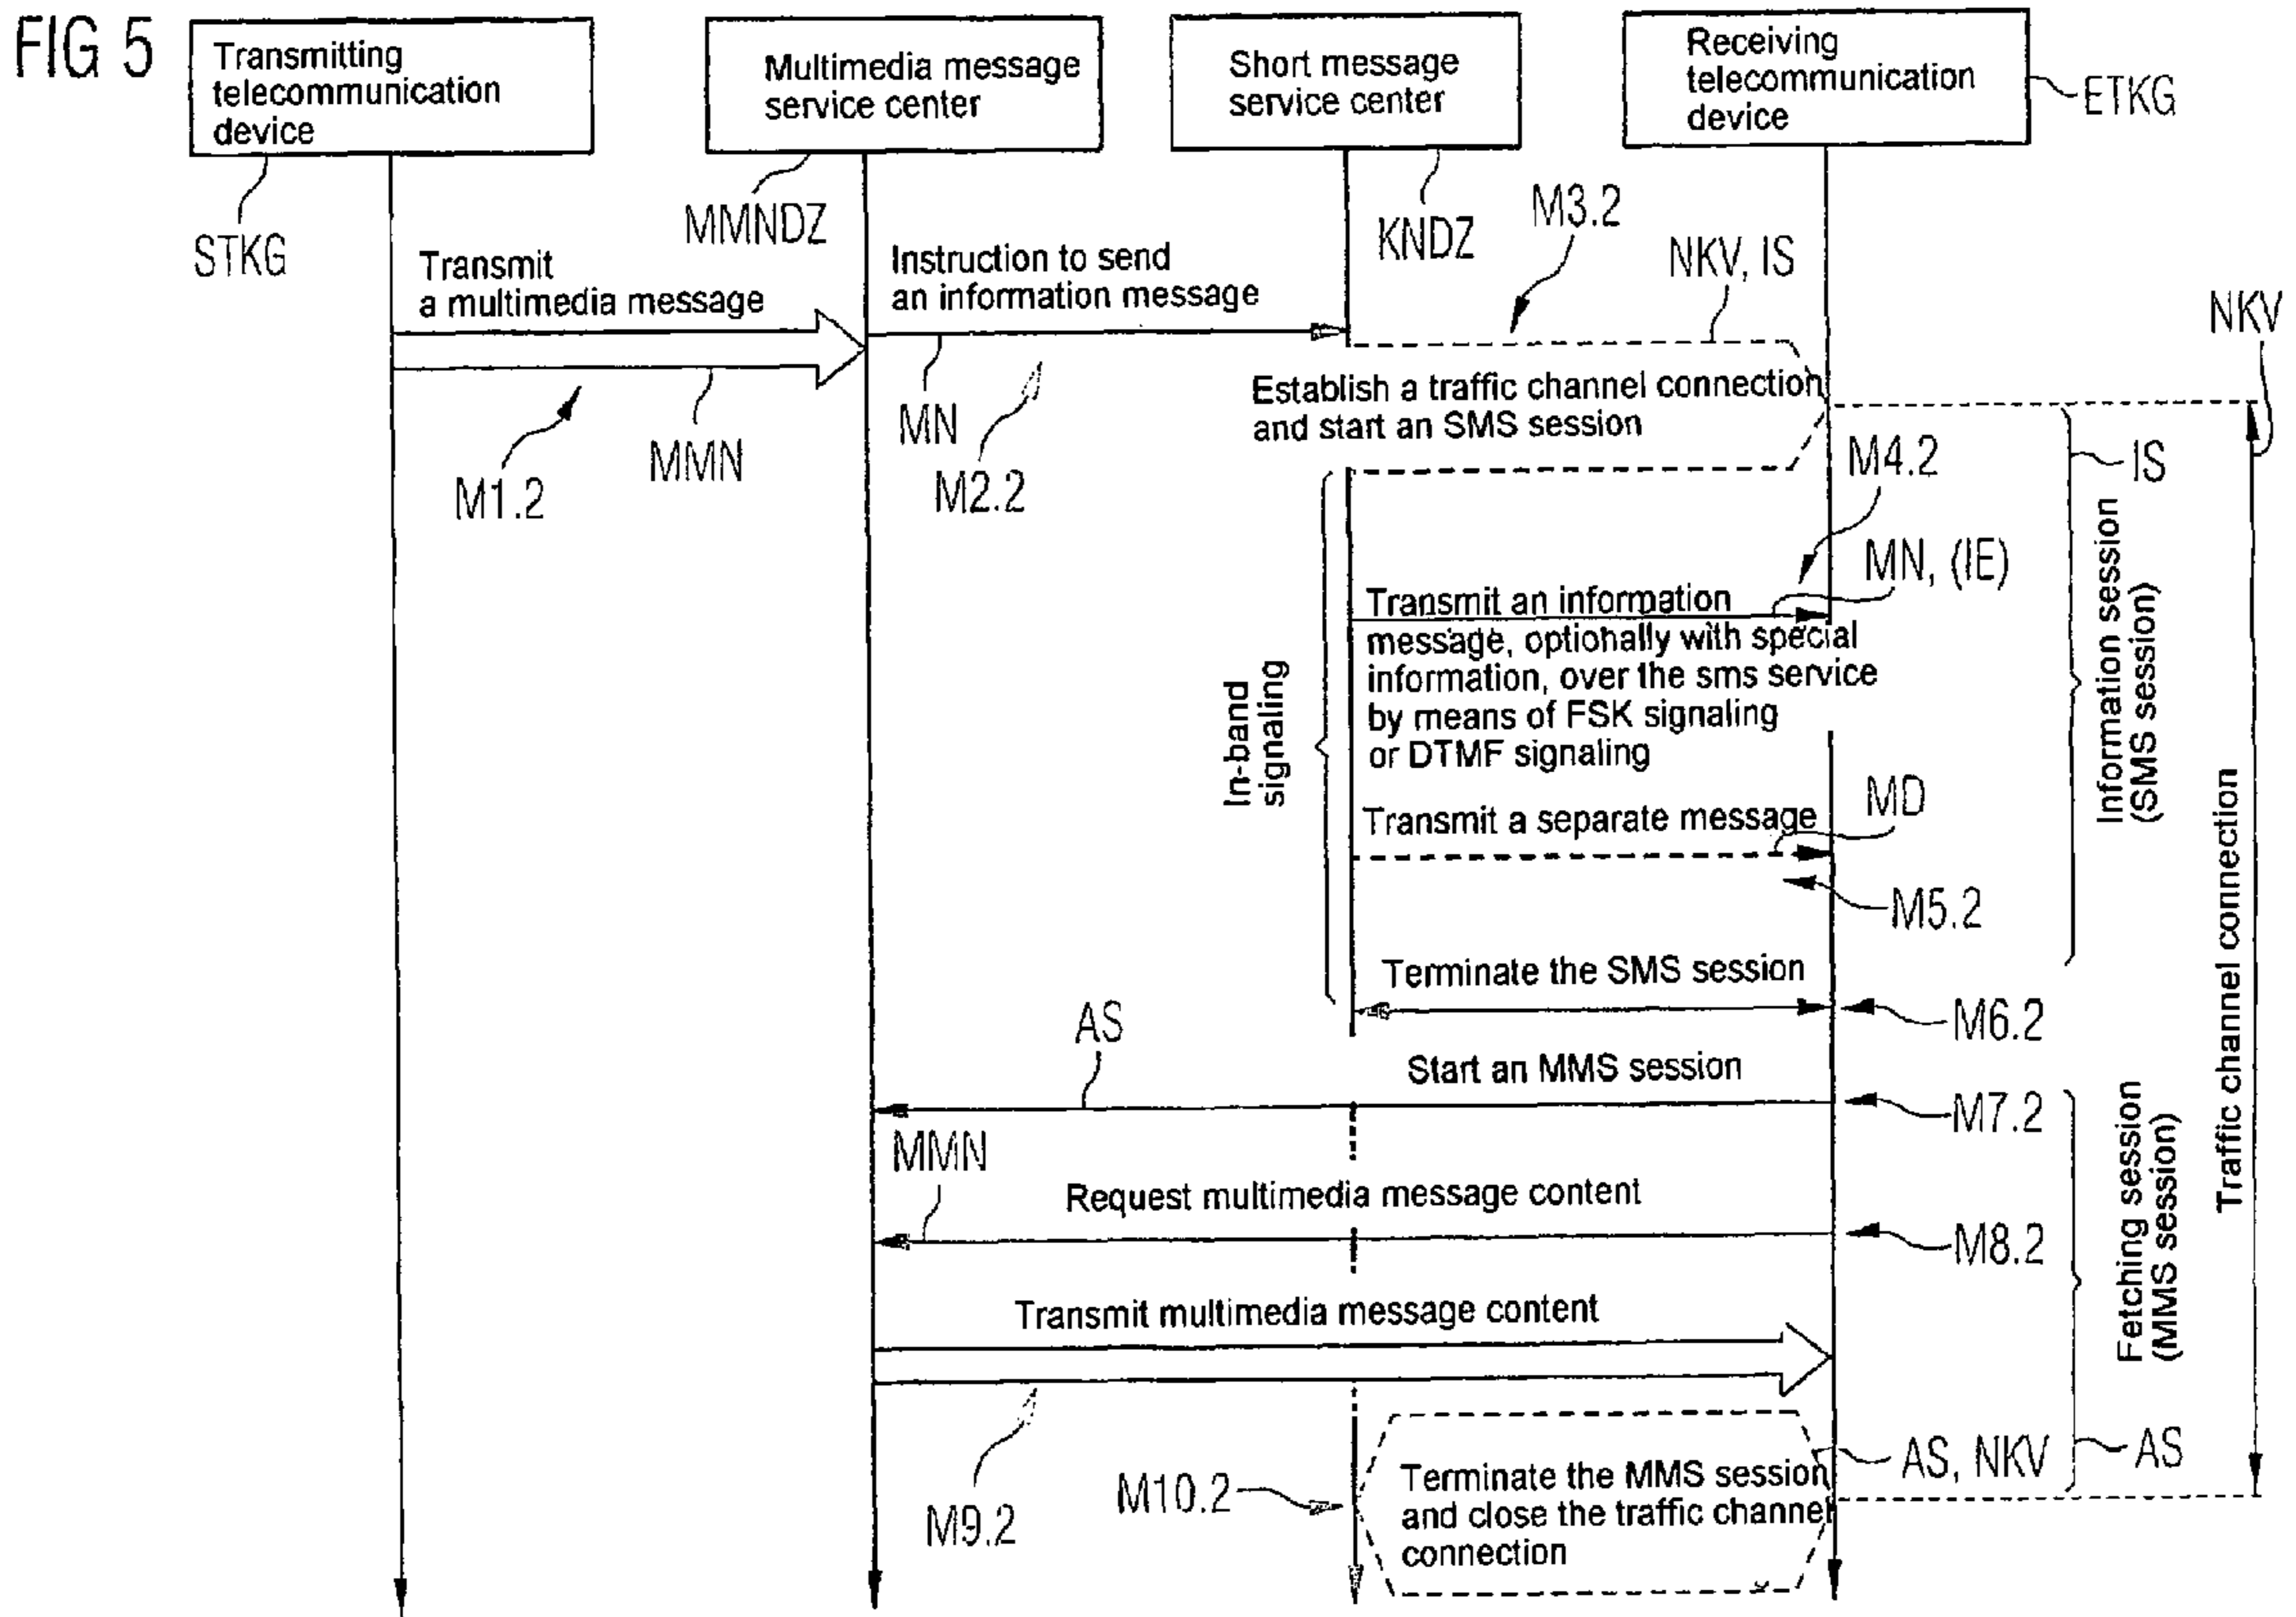 FIG 5
Transmitting
telecommunication
device
Multimedia message
service center
Short message
service center
Receiving
telecommunication
device
ETKG
STKG
MMNDZ
KNDZ
M3.2
NKV, IS
NKV
Transmit
a multimedia message
Instruction to send
an information message
MN
M2.2
MMN
M1.2
Establish a traffic channel connection
and start an SMS session
M4.2
IS
MN, (IE)
Transmit an information
message, optionally with special
information, over the sms service
by means of FSK signaling
or DTMF signaling
In-band
signaling
Information session
(SMS session)
Transmit a separate message
MD
M5.2
Traffic channel connection
Terminate the SMS session
M6.2
AS
Start an MMS session
M7.2
MMN
Request multimedia message content
M8.2
Fetching session
(MMS session)
Transmit multimedia message content
M9.2
M10.2
Terminate the MMS session
and close the traffic channel
connection
AS, NKV
AS